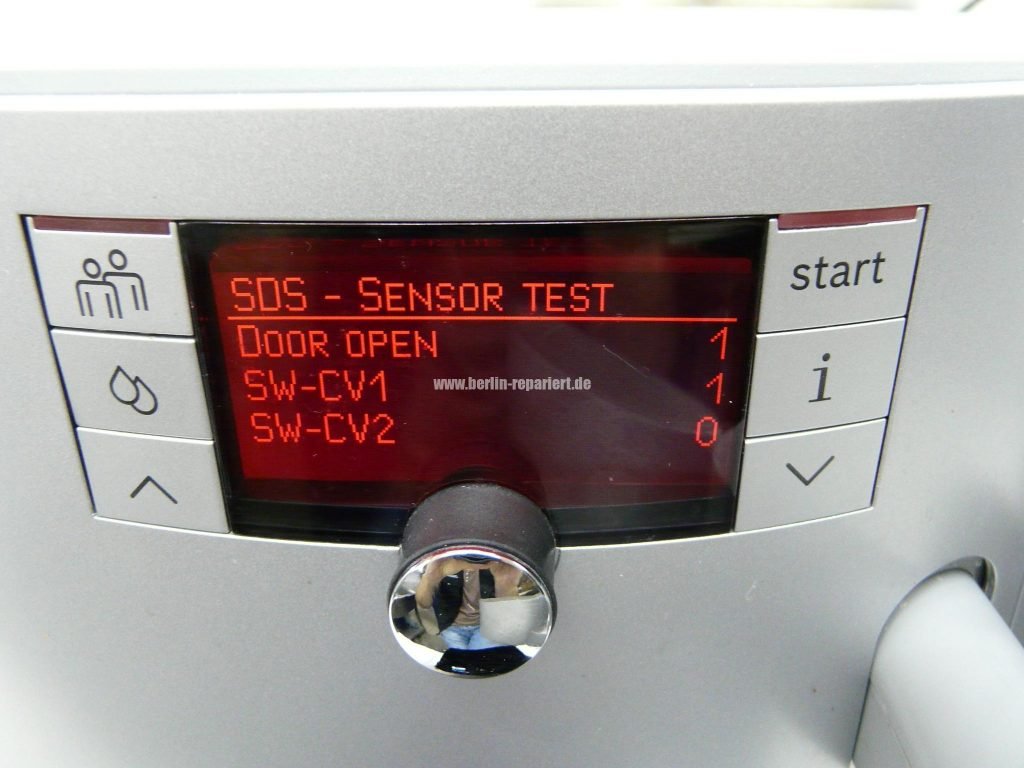 start
SDS - SENSOR TEST
DOOR OPEN 1
SW-CV1 1
SW-CV2 0
www.berlin-repariert.de
i